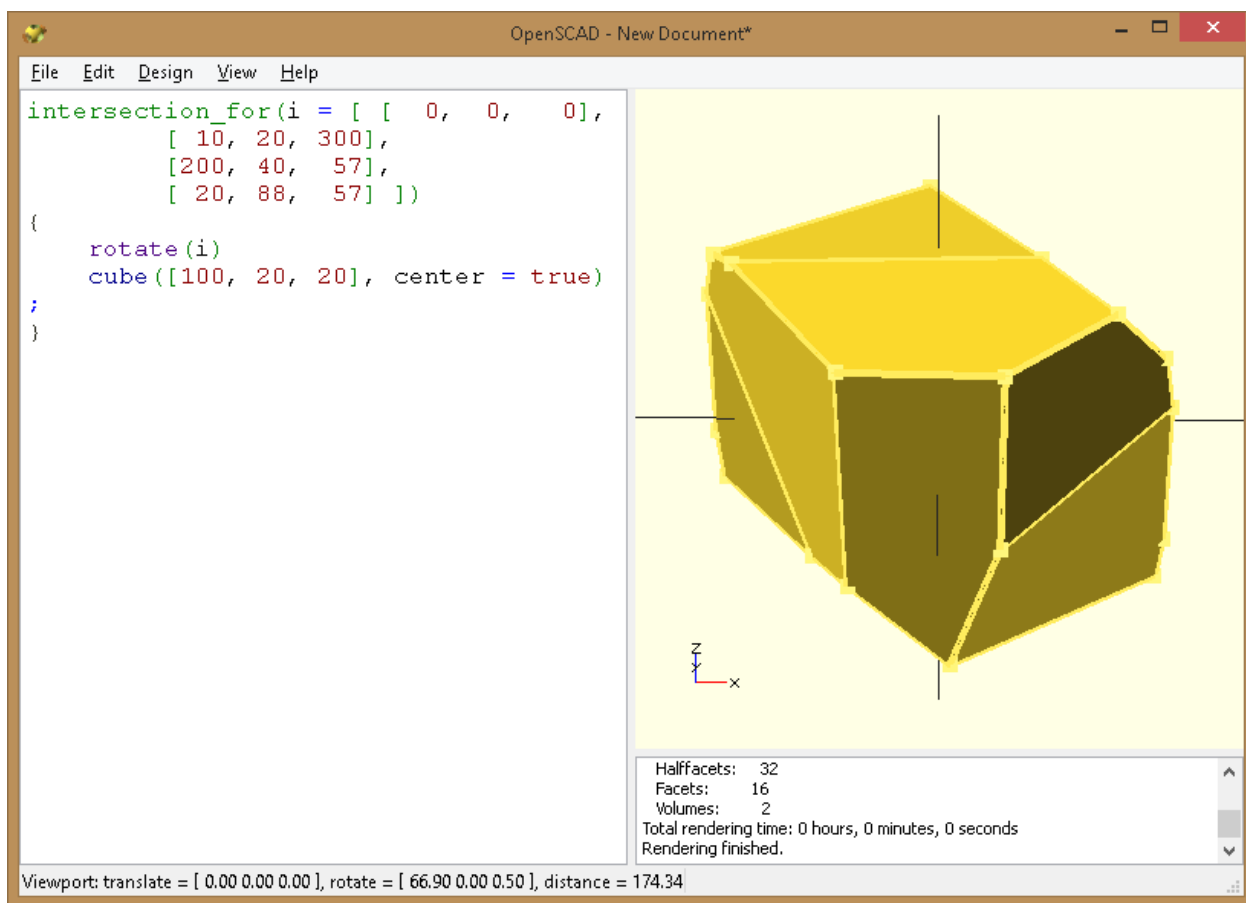 OpenSCAD - New Document*
File Edit Design View Help
intersection_for(i = [ [ 0, 0, 0],
[ 10, 20, 300],
[200, 40, 57],
[ 20, 88, 57] ])
{
rotate(i)
cube([100, 20, 20], center = true)
;
}
Z
Y
X
Halffacets: 32
Facets: 16
Volumes: 2
Total rendering time: 0 hours, 0 minutes, 0 seconds
Rendering finished.
Viewport: translate = [ 0.00 0.00 0.00 ], rotate = [ 66.90 0.00 0.50 ], distance = 174.34